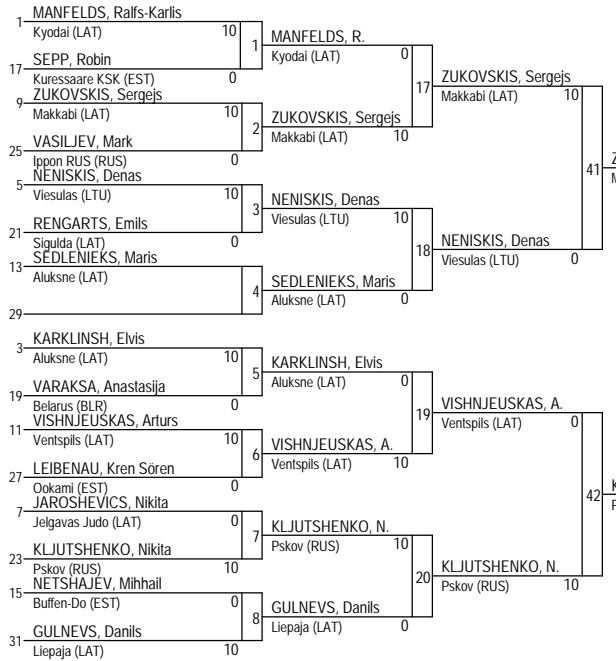 1 MANFELDS, Ralfs-Karlis
Kyodai (LAT) 10
17 SEPP, Robin
Kuressaare KSK (EST) 0
1
9 ZUKOVSKIS, Sergejs
Makkabi (LAT) 10
25 VASILJEV, Mark
Ippon RUS (RUS) 0
2
5 NENISKIS, Denas
Viesulas (LTU) 10
21 RENGARTS, Emils
Sigulda (LAT) 0
3
13 SEDLENIEKS, Maris
Aluksne (LAT)
29
4
3 KARKLINSH, Elvis
Aluksne (LAT) 10
19 VARAKSA, Anastasija
Belarus (BLR) 0
5
11 VISHNJEUSKAS, Arturs
Ventspils (LAT) 10
27 LEIBENAU, Kren Sören
Ookami (EST) 0
6
7 JAROSHEVICS, Nikita
Jelgavas Judo (LAT) 0
23 KLJUTSHENKO, Nikita
Pskov (RUS) 10
7
15 NETSHAJEV, Mihhail
Buffen-Do (EST) 0
31 GULNEVS, Danils
Liepaja (LAT) 10
8
MANFELDS, R.
Kyodai (LAT) 0
ZUKOVSKIS, Sergejs
Makkabi (LAT) 10
17
NENISKIS, Denas
Viesulas (LTU) 10
SEDLENIEKS, Maris
Aluksne (LAT) 0
18
KARKLINSH, Elvis
Aluksne (LAT) 0
VISHNJEUSKAS, A.
Ventspils (LAT) 10
19
KLJUTSHENKO, N.
Pskov (RUS) 10
GULNEVS, Danils
Liepaja (LAT) 0
20
ZUKOVSKIS, Sergejs
Makkabi (LAT) 10
NENISKIS, Denas
Viesulas (LTU) 0
41
VISHNJEUSKAS, A.
Ventspils (LAT) 0
KLJUTSHENKO, N.
Pskov (RUS) 10
42